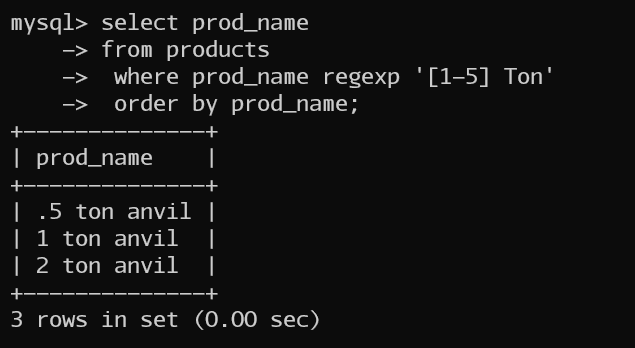 mysql> select prod_name
    -> from products
    ->  where prod_name regexp '[1-5] Ton'
    ->  order by prod_name;
+--------------+
| prod_name    |
+--------------+
| .5 ton anvil |
| 1 ton anvil  |
| 2 ton anvil  |
+--------------+
3 rows in set (0.00 sec)